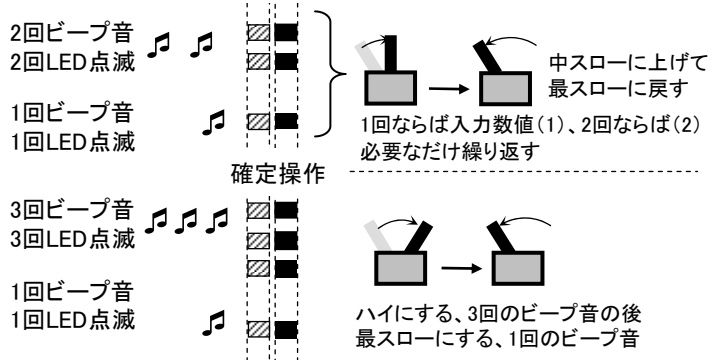 2回ビープ音
2回LED点滅
1回ビープ音
1回LED点滅
中スローに上げて
最スローに戻す
1回ならば入力数値(1)、2回ならば(2)
必要なだけ繰り返す
確定操作
3回ビープ音
3回LED点滅
1回ビープ音
1回LED点滅
ハイにする、3回のビープ音の後
最スローにする、1回のビープ音